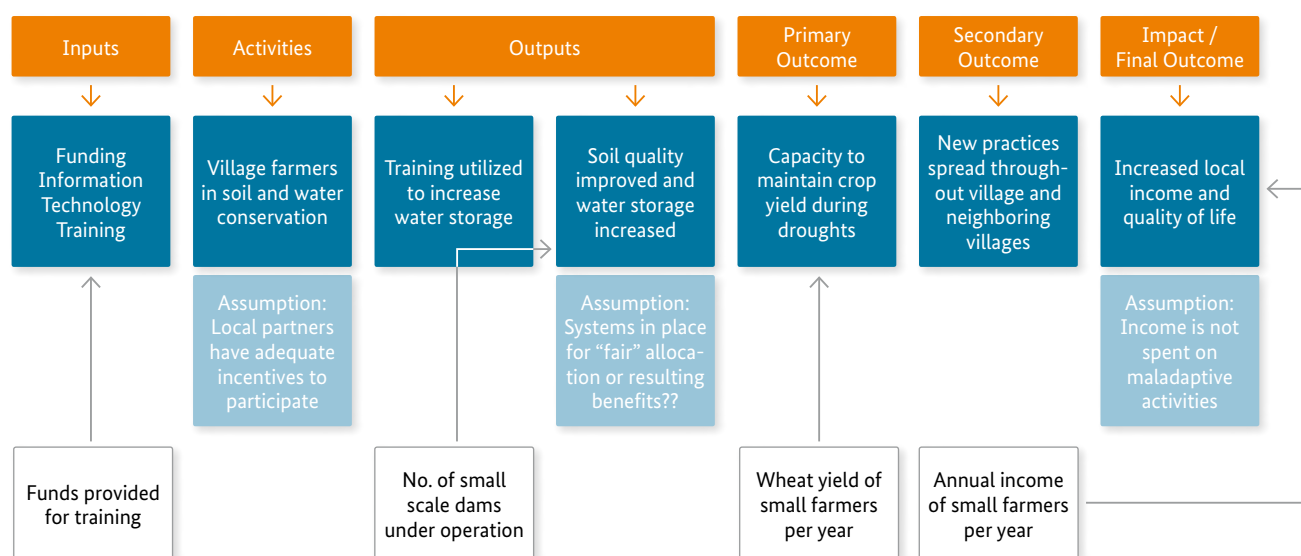 Inputs
Activities
Outputs
Primary
Outcome
Secondary
Outcome
Impact /
Final Outcome
Funding
Information
Technology
Training
Village farmers
in soil and water
conservation
Training utilized
to increase
water storage
Soil quality
improved and
water storage
increased
Capacity to
maintain crop
yield during
droughts
New practices
spread through-
out village and
neighboring
villages
Increased local
income and
quality of life
Assumption:
Local partners
have adequate
incentives to
participate
Assumption:
Systems in place
for “fair” alloca-
tion or resulting
benefits??
Assumption:
Income is not
spent on
maladaptive
activities
Funds provided
for training
No. of small
scale dams
under operation
Wheat yield of
small farmers
per year
Annual income
of small farmers
per year